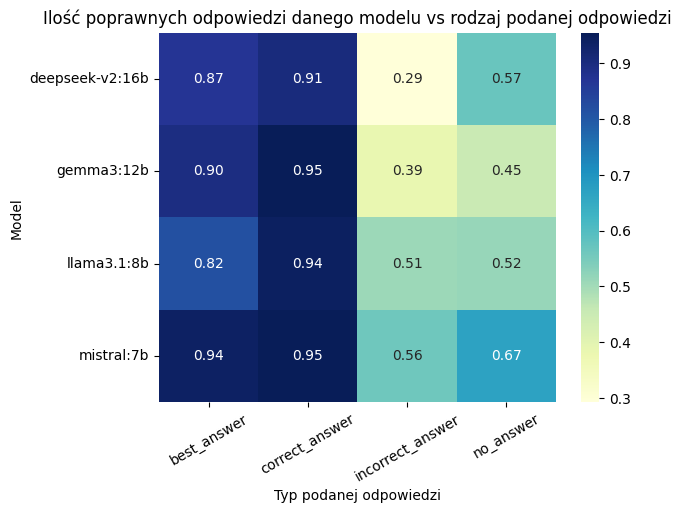 Ilość poprawnych odpowiedzi danego modelu vs rodzaj podanej odpowiedzi
deepseek-v2:16b 0.87 0.91 0.29 0.57
gemma3:12b 0.90 0.95 0.39 0.45
llama3.1:8b 0.82 0.94 0.51 0.52
mistral:7b 0.94 0.95 0.56 0.67
Model
best_answer correct_answer incorrect_answer no_answer
Typ podanej odpowiedzi
0.9
0.8
0.7
0.6
0.5
0.4
0.3